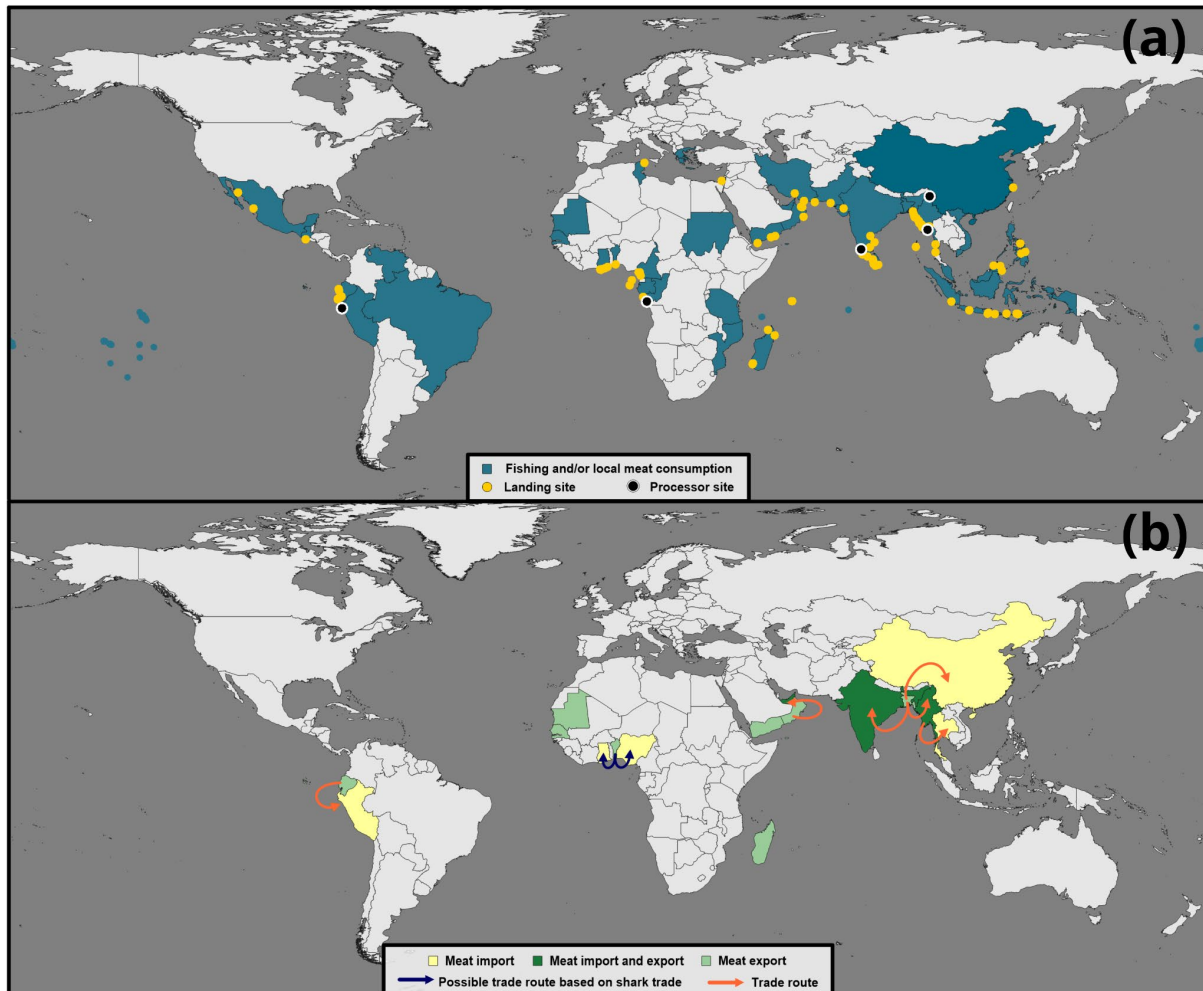 (a)
Fishing and/or local meat consumption
Landing site Processor site
(b)
Meat import Meat import and export Meat export
Possible trade route based on shark trade Trade route